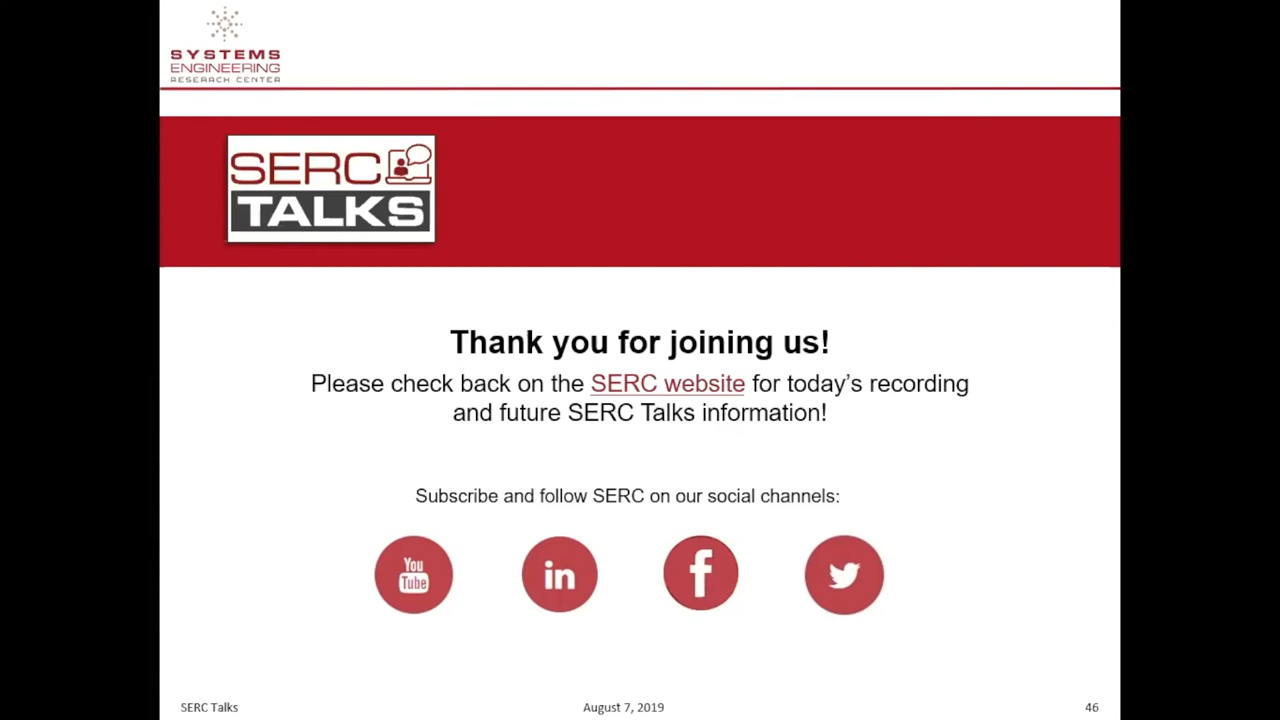 SYSTEMS
ENGINEERING
RESEARCH CENTER
SERC
TALKS
Thank you for joining us!
Please check back on the SERC website for today’s recording
and future SERC Talks information!
Subscribe and follow SERC on our social channels:
You
Tube
in
f
SERC Talks
August 7, 2019
46